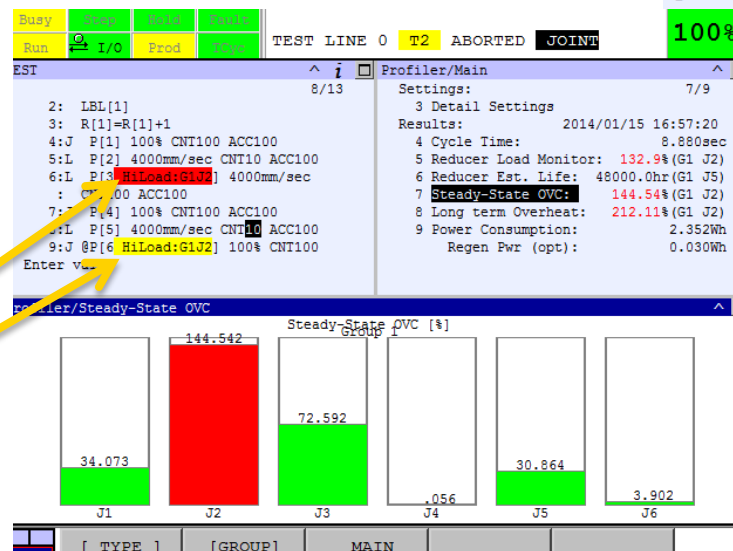 Busy Step Hold Fault
Run I/O Prod TCyc TEST LINE 0 T2 ABORTED JOINT 100%
EST
8/13
2: LBL[1]
3: R[1]=R[1]+1
4:J P[1] 100% CNT100 ACC100
5:L P[2] 4000mm/sec CNT10 ACC100
6:L P[3 HiLoad:G1J2] 4000mm/sec
: ACC100
7: P[4] 100% CNT100 ACC100
:L P[5] 4000mm/sec CNT10 ACC100
9:J @P[6 HiLoad:G1J2] 100% CNT100
Enter
Profiler/Main
Settings: 7/9
3 Detail Settings
Results: 2014/01/15 16:57:20
4 Cycle Time: 8.880sec
5 Reducer Load Monitor: 132.9%(G1 J2)
6 Reducer Est. Life: 48000.0hr(G1 J5)
7 Steady-State OVC: 144.54%(G1 J2)
8 Long term Overheat: 212.11%(G1 J2)
9 Power Consumption: 2.352Wh
Regen Pwr (opt): 0.030Wh
rofiler/Steady-State OVC
Steady-State OVC [%]
Group 1
34.073 144.542 72.592 .056 30.864 3.902
J1 J2 J3 J4 J5 J6
[ TYPE ] [GROUP] MAIN